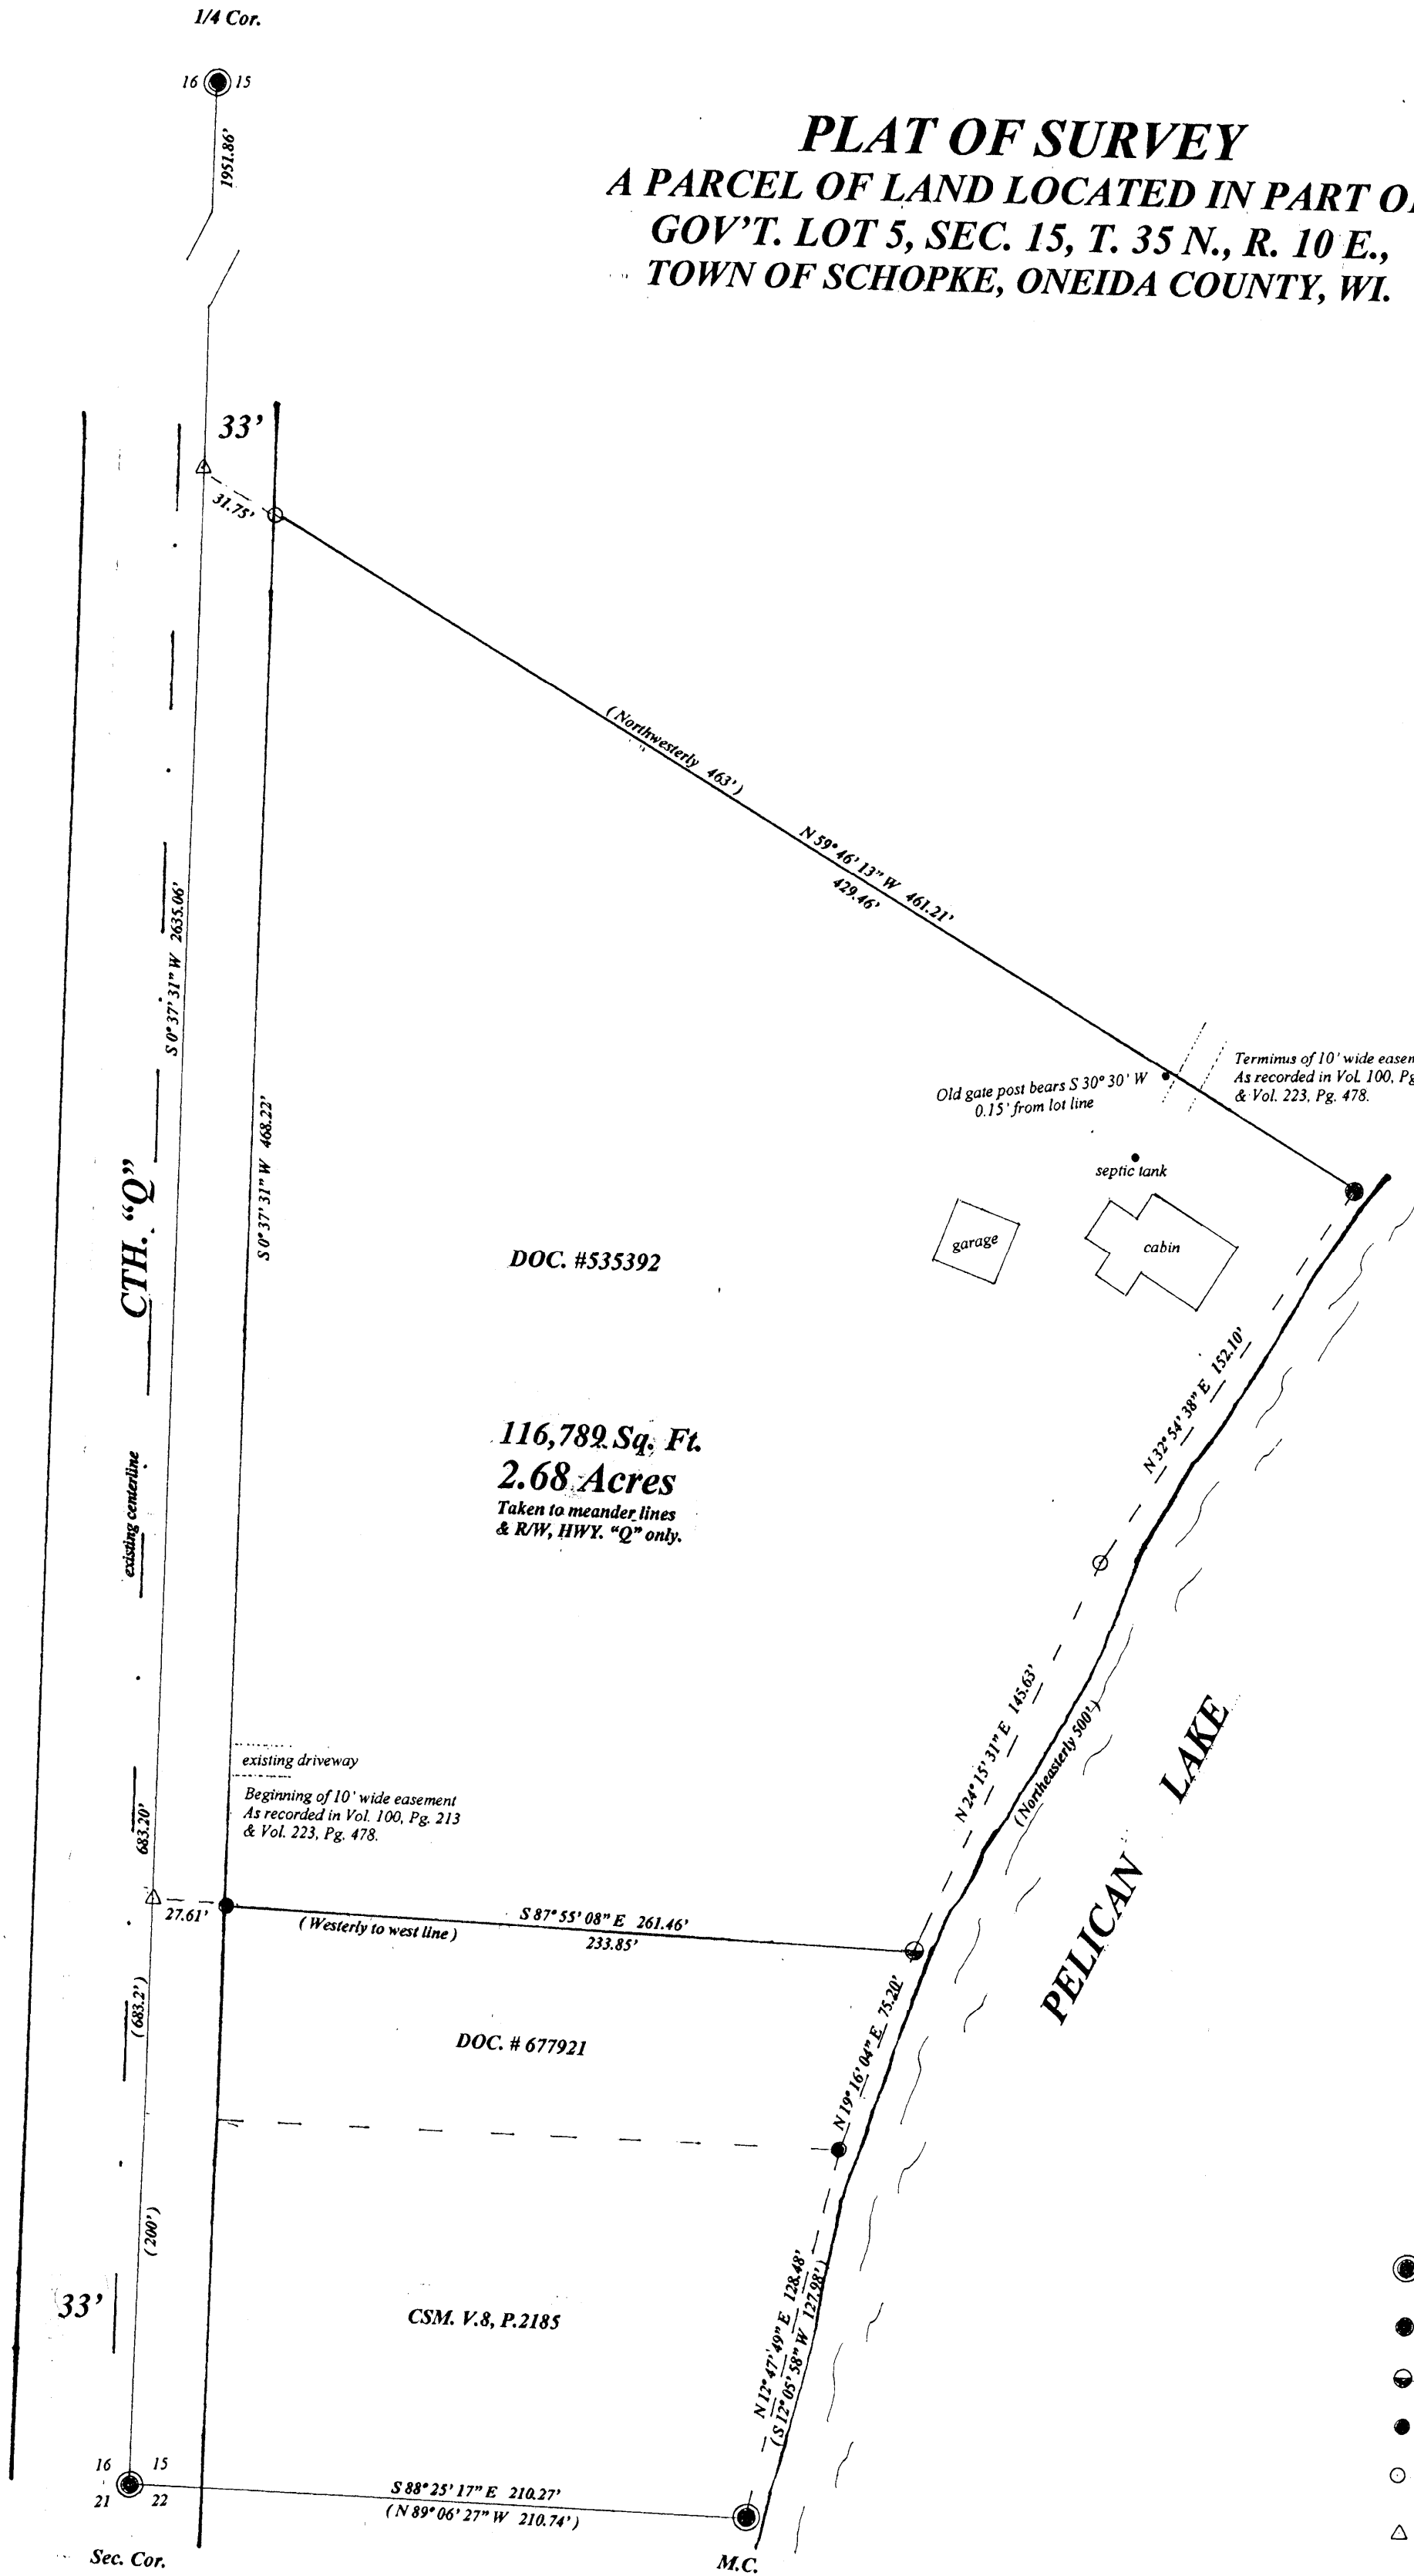 1/4 Cor.
16 15
1951.86'
PLAT OF SURVEY
A PARCEL OF LAND LOCATED IN PART
GOV'T. LOT 5, SEC. 15, T. 35 N., R. 10 E.,
TOWN OF SCHOPKE, ONEIDA COUNTY, WI.
33'
31.75'
( Northwesterly 463' )
N 59° 46' 13" W 461.21'
429.46'
S 0° 37' 31" W 2635.06'
S 0° 37' 31" W 468.22'
Old gate post bears S 30° 30' W
0.15' from lot line
Terminus of 10' wide
As recorded in Vol. 100,
& Vol. 223, Pg. 478.
septic tank
garage
cabin
CTH. "Q"
DOC. #535392
N 32° 54' 38" E 152.10'
116,789 Sq. Ft.
2.68 Acres
Taken to meander lines
& R/W, HWY. "Q" only.
existing centerline
N 24° 15' 31" E 145.63'
( Northeasterly 500' )
PELICAN LAKE
existing driveway
Beginning of 10' wide easement
As recorded in Vol. 100, Pg. 213
& Vol. 223, Pg. 478.
683.20'
27.61'
( Westerly to west line )
S 87° 55' 08" E 261.46'
233.85'
( 683.2' )
DOC. # 677921
N 19° 16' 04" E 75.20'
( 200' )
33'
CSM. V.8, P.2185
N 12° 47' 49" E 128.48'
( S 12° 05' 58" W 127.98' )
16 15
21 22
S 88° 25' 17" E 210.27'
( N 89° 06' 27" W 210.74' )
Sec. Cor.
M.C.